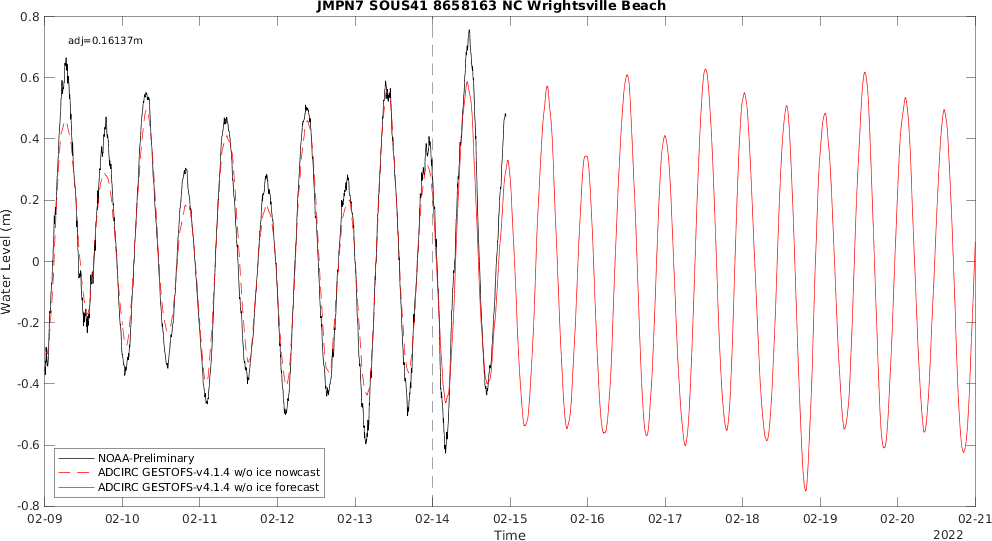 JMPN7 SOUS41 8658163 NC Wrightsville Beach
adj=0.16137m
0.8
0.6
0.4
0.2
0
-0.2
-0.4
-0.6
-0.8
Water Level (m)
NOAA-Preliminary
ADCIRC GESTOFS-v4.1.4 w/o ice nowcast
ADCIRC GESTOFS-v4.1.4 w/o ice forecast
02-09 02-10 02-11 02-12 02-13 02-14 02-15 02-16 02-17 02-18 02-19 02-20 02-21
Time
2022